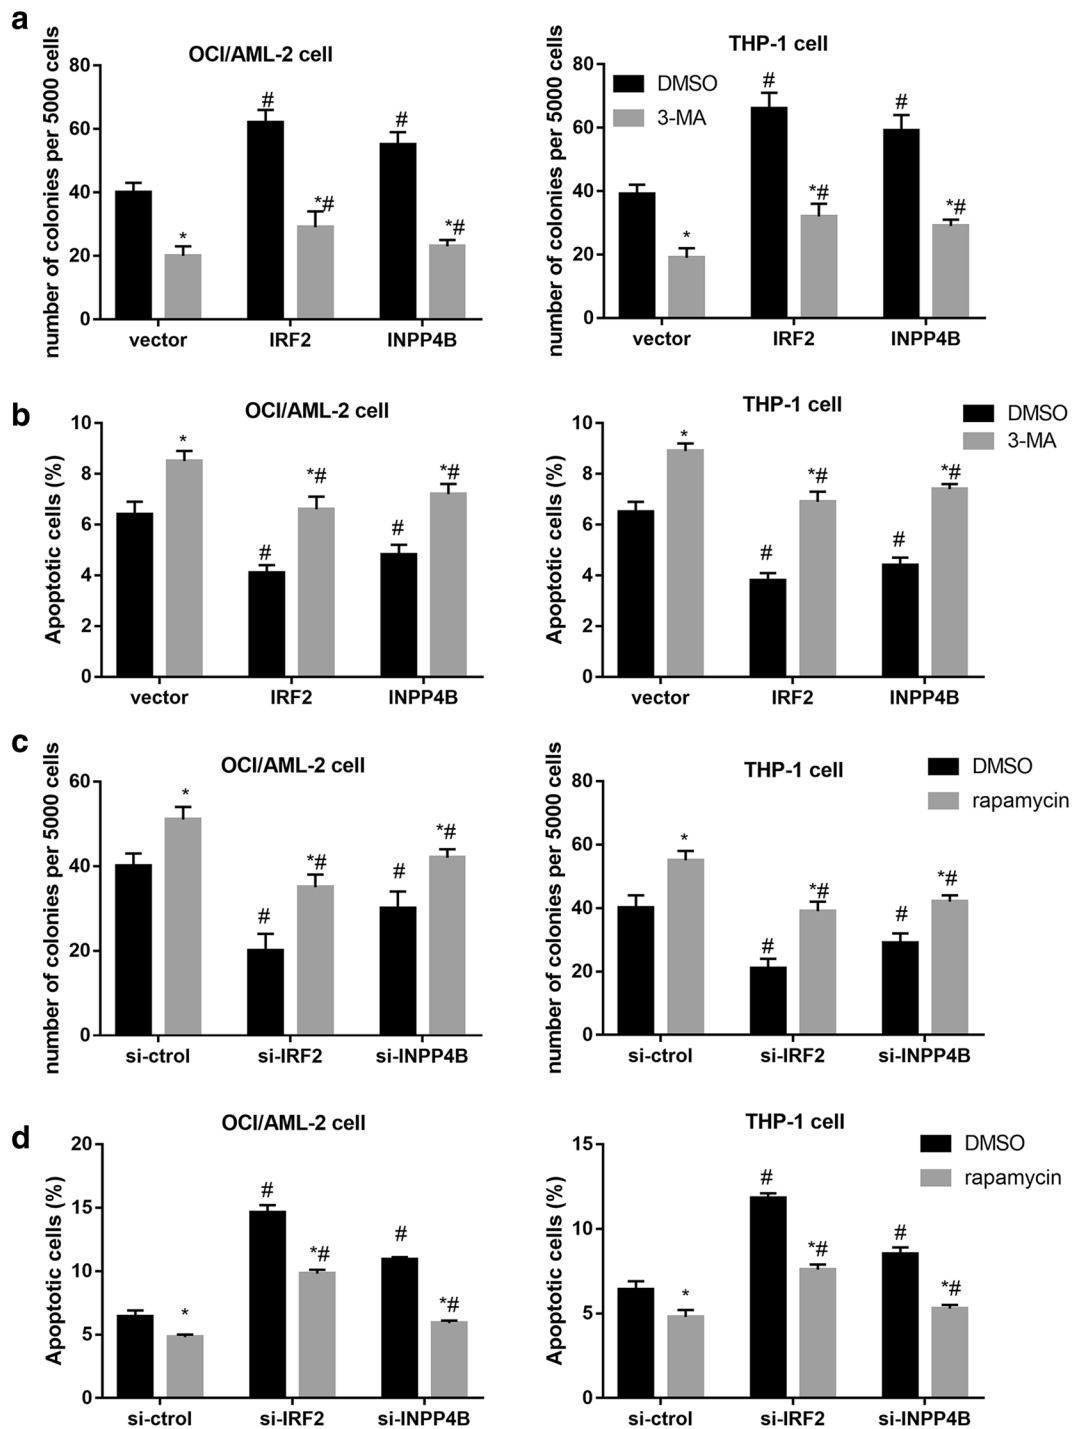 a
OCI/AML-2 cell
number of colonies per 5000 cells
80
60
40
20
0
*
#
*#
#
*#
vector
IRF2
INPP4B
THP-1 cell
DMSO
3-MA
number of colonies per 5000 cells
80
60
40
20
0
*
#
*#
#
*#
vector
IRF2
INPP4B
b
OCI/AML-2 cell
Apoptotic cells (%)
10
8
6
4
2
0
*
#
*#
#
*#
vector
IRF2
INPP4B
THP-1 cell
DMSO
3-MA
Apoptotic cells (%)
10
8
6
4
2
0
*
#
*#
#
*#
vector
IRF2
INPP4B
c
OCI/AML-2 cell
number of colonies per 5000 cells
60
40
20
0
*
#
*#
#
*#
si-ctrol
si-IRF2
si-INPP4B
THP-1 cell
DMSO
rapamycin
number of colonies per 5000 cells
80
60
40
20
0
*
#
*#
#
*#
si-ctrol
si-IRF2
si-INPP4B
d
OCI/AML-2 cell
Apoptotic cells (%)
20
15
10
5
0
*
#
*#
#
*#
si-ctrol
si-IRF2
si-INPP4B
THP-1 cell
DMSO
rapamycin
Apoptotic cells (%)
15
10
5
0
*
#
*#
#
*#
si-ctrol
si-IRF2
si-INPP4B